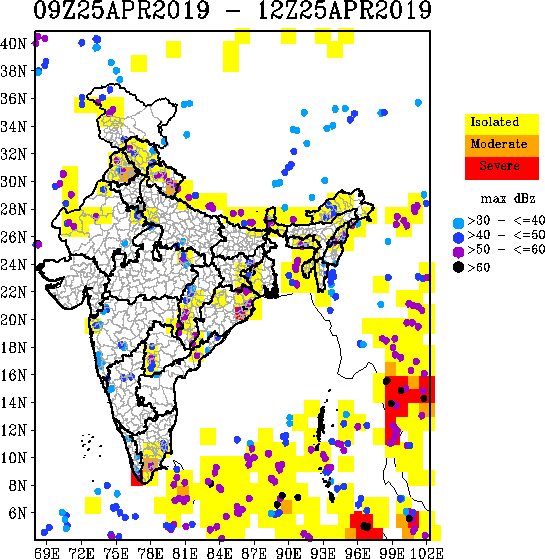 09Z25APR2019 - 12Z25APR2019
40N
38N
36N
34N
32N
30N
28N
26N
24N
22N
20N
18N
16N
14N
12N
10N
8N
6N
69E 72E 75E 78E 81E 84E 87E 90E 93E 96E 99E 102E
Isolated
Moderate
Severe
max dBz
>30 - <=40
>40 - <=50
>50 - <=60
>60